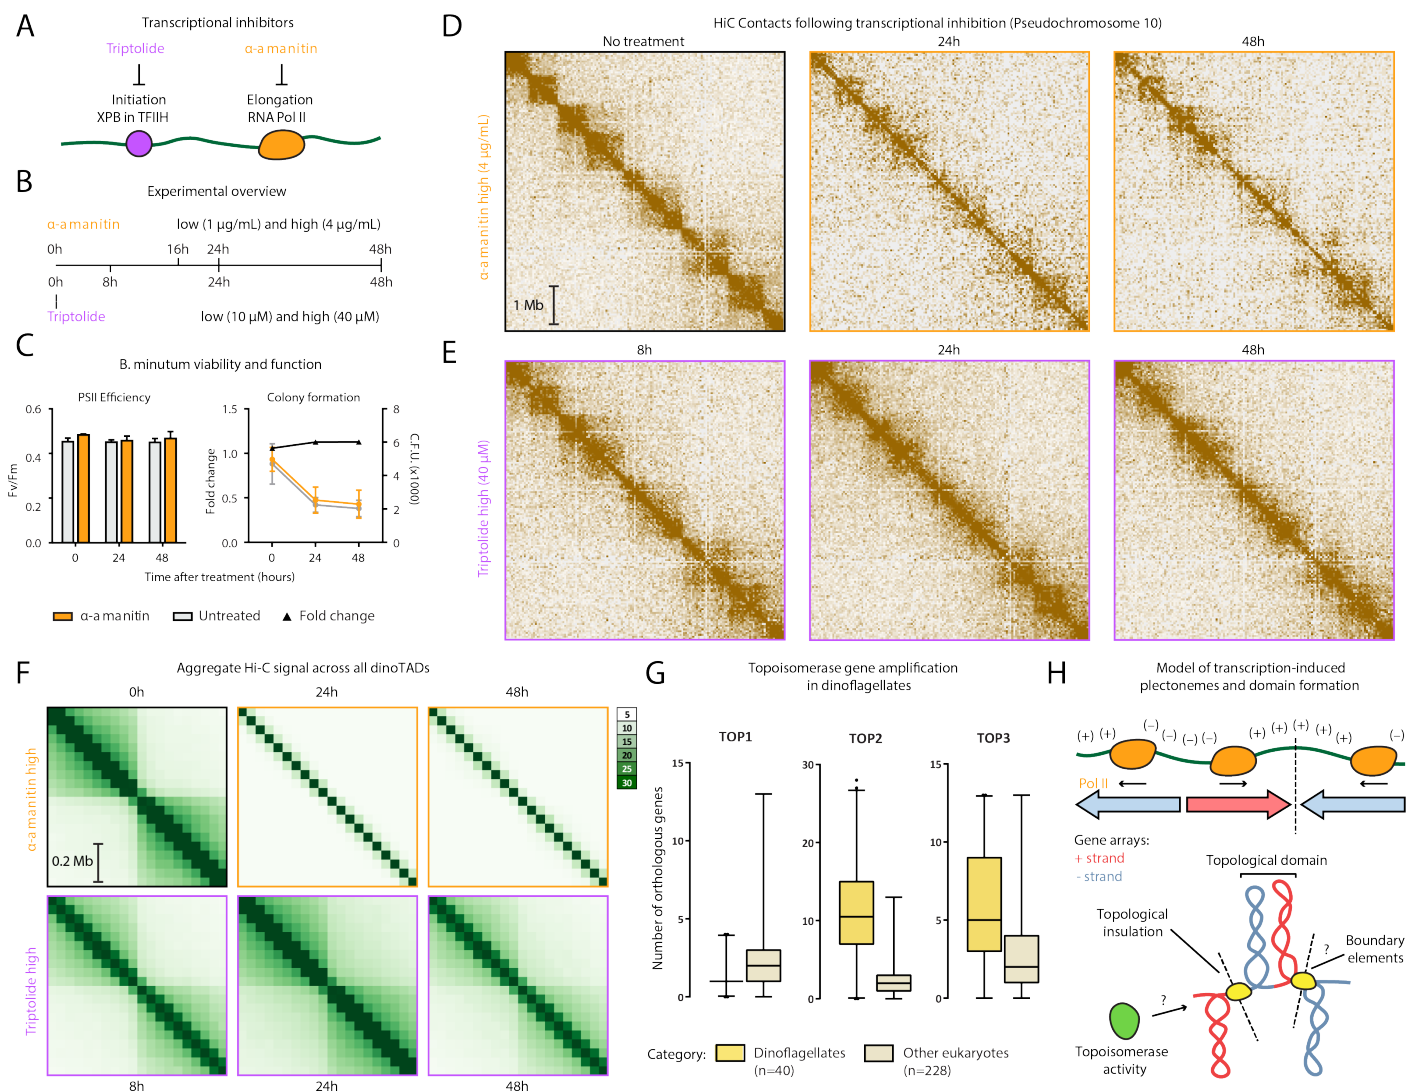 A
Transcriptional inhibitors
Triptolide
α-amanitin
Initiation
XPB in TFIIH
Elongation
RNA Pol II
B
Experimental overview
α-amanitin
low (1 µg/mL) and high (4 µg/mL)
0h 16h 24h 48h
0h 8h 24h 48h
Triptolide
low (10 µM) and high (40 µM)
C
B. minutum viability and function
PSII Efficiency
Fv/Fm
0.6
0.4
0.2
0.0
0 24 48
Colony formation
Fold change
1.5
1.0
0.5
0.0
0 24 48
8
6
4
2
0
C.F.U. (x1000)
Time after treatment (hours)
α-amanitin
Untreated
Fold change
D
HiC Contacts following transcriptional inhibition (Pseudochromosome 10)
No treatment
24h
48h
α-amanitin high (4 µg/mL)
1 Mb
E
8h
24h
48h
Triptolide high (40 µM)
F
Aggregate Hi-C signal across all dinoTADs
0h
24h
48h
α-amanitin high
0.2 Mb
5
10
15
20
25
30
Triptolide high
8h
24h
48h
G
Topoisomerase gene amplification
in dinoflagellates
Number of orthologous genes
TOP1
15
10
5
0
TOP2
30
20
10
0
TOP3
15
10
5
0
Category:
Dinoflagellates
(n=40)
Other eukaryotes
(n=228)
H
Model of transcription-induced
plectonemes and domain formation
(+) (+) (−) (−) (−) (−) (+) (+) (+) (+) (+) (−)
Pol II
Gene arrays:
+ strand
- strand
Topological domain
Topological
insulation
?
Boundary
elements
?
Topoisomerase
activity